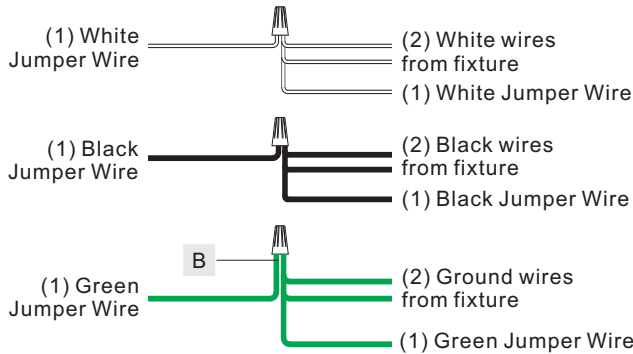 (1) White
Jumper Wire
(2) White wires
from fixture
(1) White Jumper Wire
(1) Black
Jumper Wire
(2) Black wires
from fixture
(1) Black Jumper Wire
B
(1) Green
Jumper Wire
(2) Ground wires
from fixture
(1) Green Jumper Wire